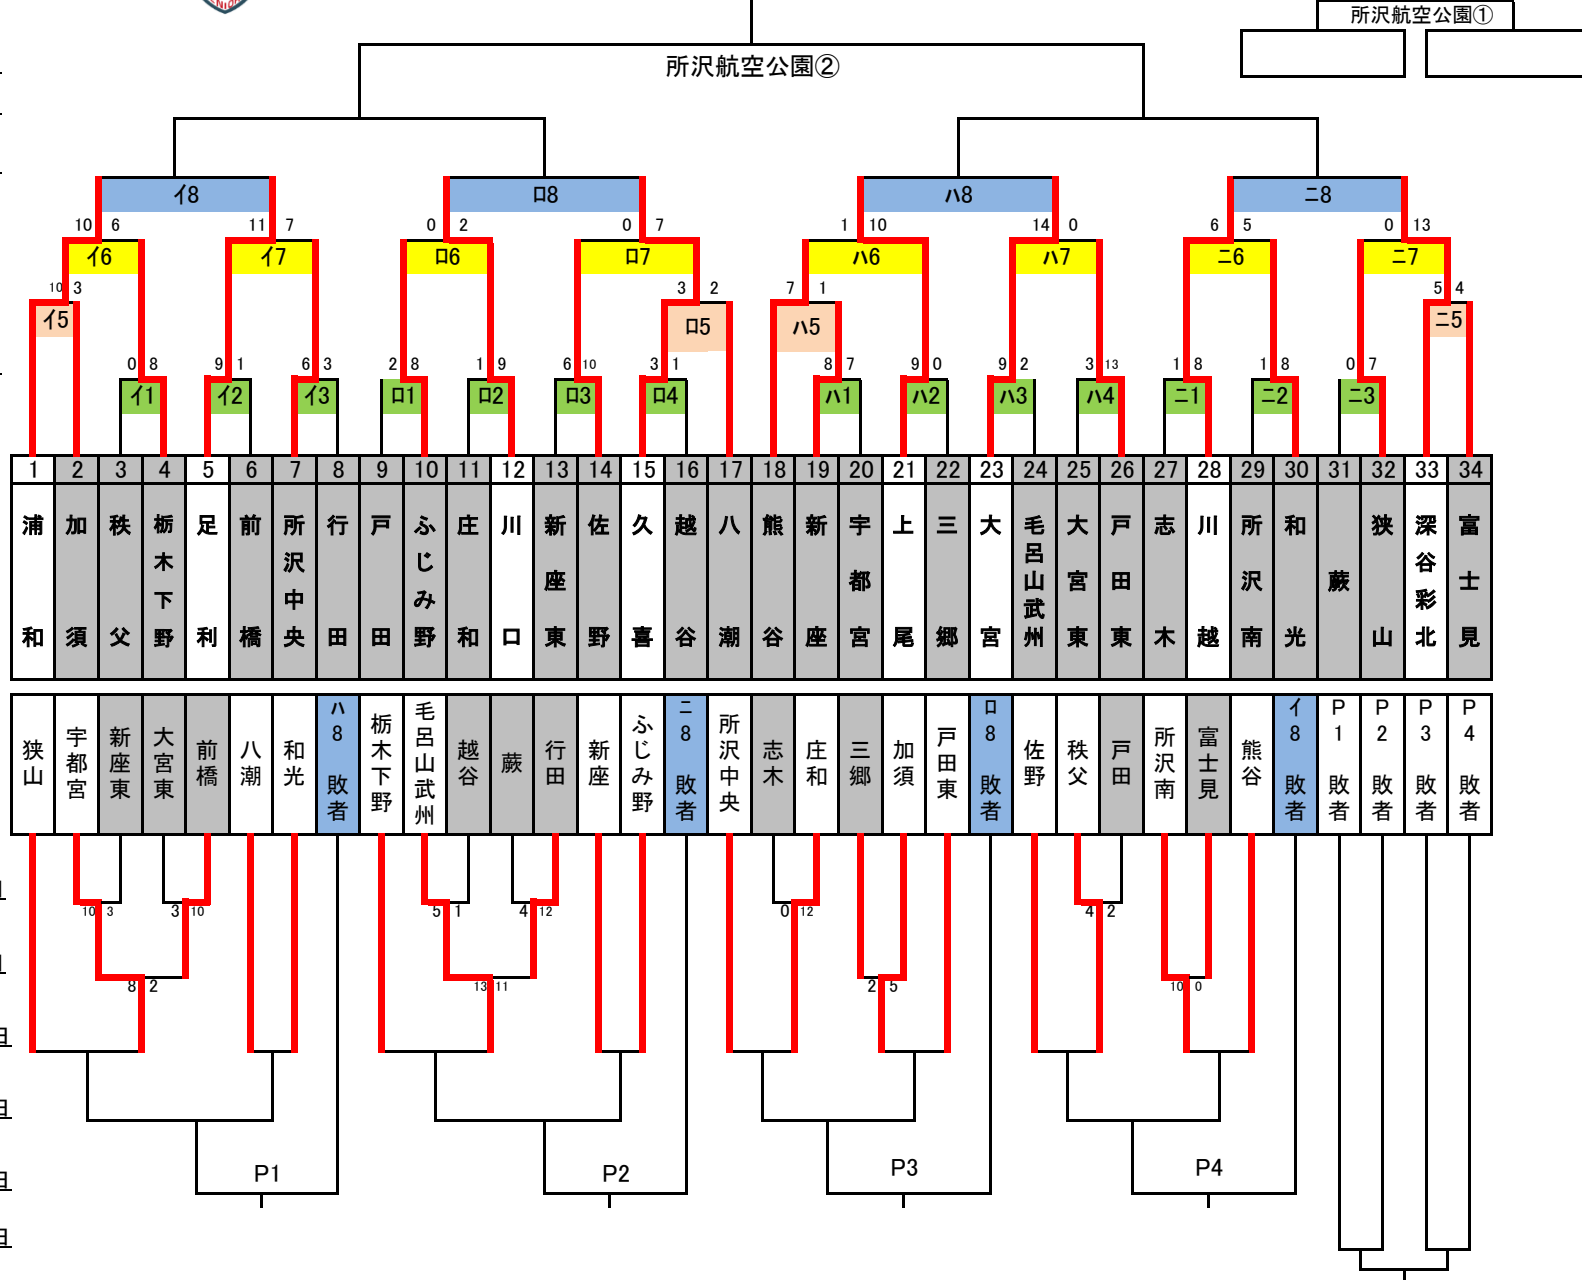 所沢航空公園①
所沢航空公園②
イ8 ロ8 ハ8 ニ8
10 6 11 7 0 2 0 7 1 10 14 0 6 5 0 13
イ6 イ7 ロ6 ロ7 ハ6 ハ7 ニ6 ニ7
10 3 3 2 7 1 5 4
イ5 ロ5 ハ5 ニ5
0 8 9 1 6 3 2 8 1 9 6 10 3 1 8 7 9 0 9 2 3 13 1 8 1 8 0 7
イ1 イ2 イ3 ロ1 ロ2 ロ3 ロ4 ハ1 ハ2 ハ3 ハ4 ニ1 ニ2 ニ3
1 2 3 4 5 6 7 8 9 10 11 12 13 14 15 16 17 18 19 20 21 22 23 24 25 26 27 28 29 30 31 32 33 34
浦和
加須
秩父
栃木下野
足利
前橋
所沢中央
行田
戸田
ふじみ野
庄和
川口
新座東
佐野
久喜
越谷
八潮
熊谷
新座
宇都宮
上尾
三郷
大宮
毛呂山武州
大宮東
戸田東
志木
川越
所沢南
和光
蕨
狭山
深谷彩北
富士見
狭山
宇都宮
新座東
大宮東
前橋
八潮
和光
ハ8 敗者
栃木下野
毛呂山武州
越谷
蕨
行田
新座
ふじみ野
ニ8 敗者
所沢中央
志木
庄和
三郷
加須
戸田東
ロ8 敗者
佐野
秩父
戸田
所沢南
富士見
熊谷
イ8 敗者
P1 敗者
P2 敗者
P3 敗者
P4 敗者
10 3 3 10 5 1 4 12 0 12 4 2
8 2 13 11 2 5 10 0
P1 P2 P3 P4